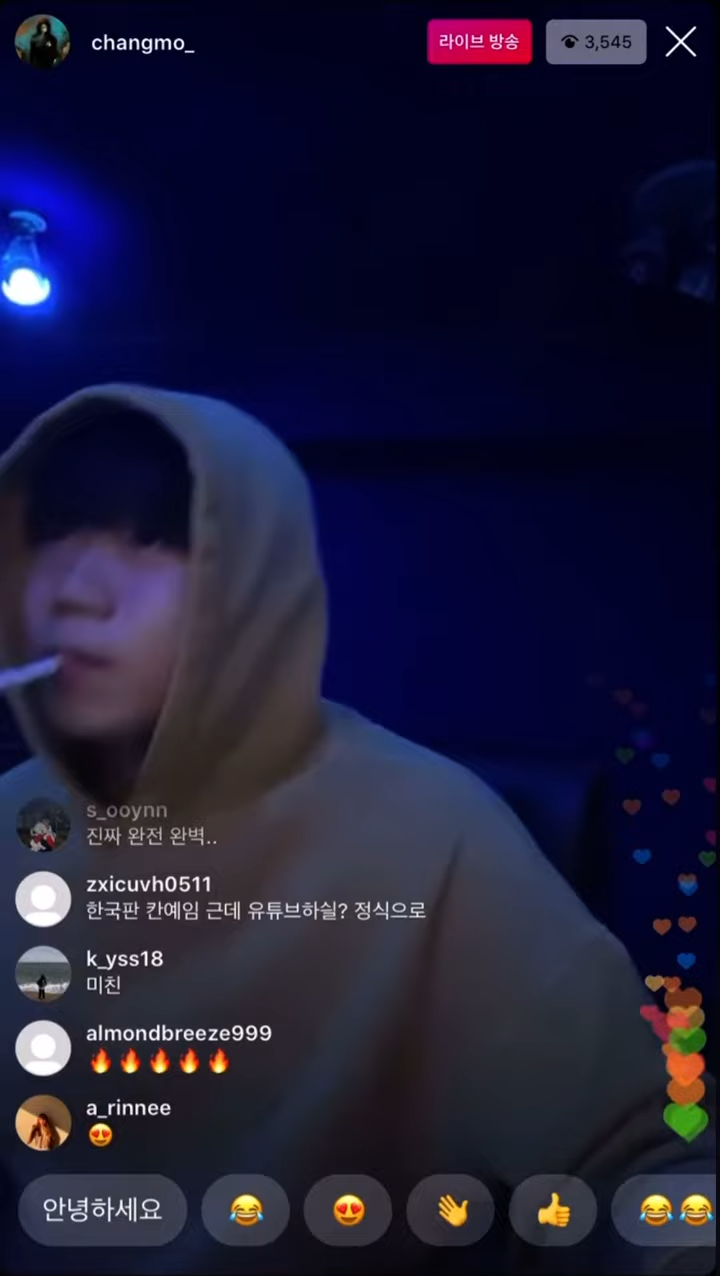 changmo_
라이브 방송
3,545
s_ooynn
진짜 완전 완벽..
zxicuvh0511
한국판 칸예임 근데 유튜브하실? 정식으로
k_yss18
미친
almondbreeze999
🔥🔥🔥🔥🔥
a_rinnee
😍
안녕하세요 😂 😍 👋 👍 😂😂